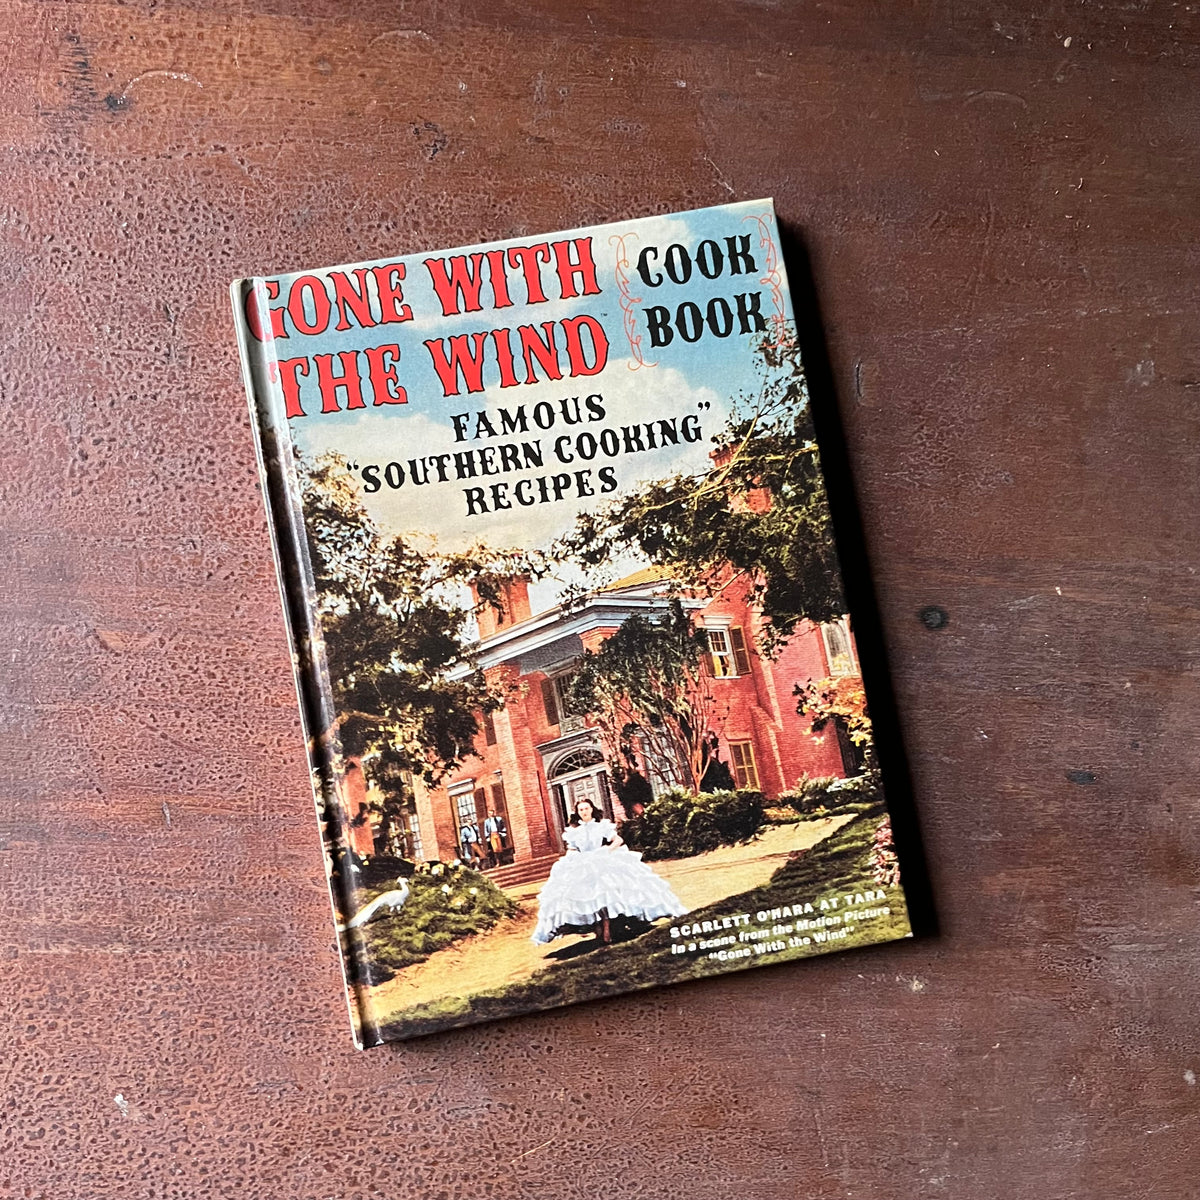 GONE WITH
THE WIND™
COOK
BOOK
FAMOUS
“SOUTHERN COOKING”
RECIPES
SCARLETT O'HARA AT TARA
In a scene from the Motion Picture
“Gone With the Wind”